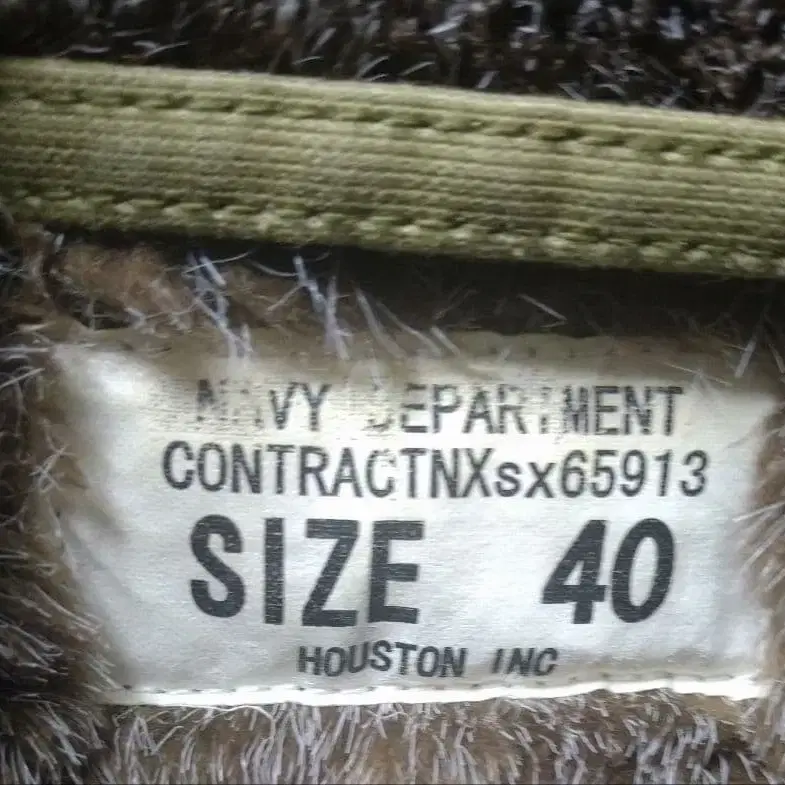 NAVY DEPARTMENT
CONTRACTNXsx65913
SIZE 40
HOUSTON INC